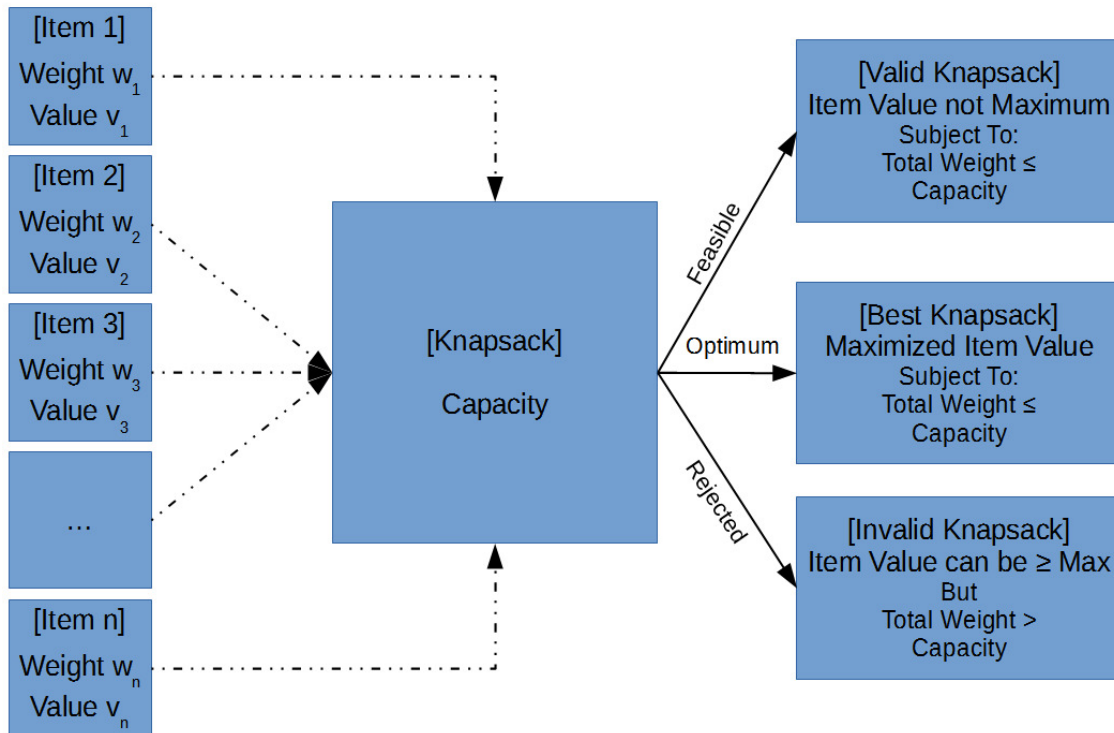 [Item 1]
Weight w₁
Value v₁
[Item 2]
Weight w₂
Value v₂
[Item 3]
Weight w₃
Value v₃
...
[Item n]
Weight wₙ
Value vₙ
[Knapsack]
Capacity
Feasible
Optimum
Rejected
[Valid Knapsack]
Item Value not Maximum
Subject To:
Total Weight ≤
Capacity
[Best Knapsack]
Maximized Item Value
Subject To:
Total Weight ≤
Capacity
[Invalid Knapsack]
Item Value can be ≥ Max
But
Total Weight >
Capacity